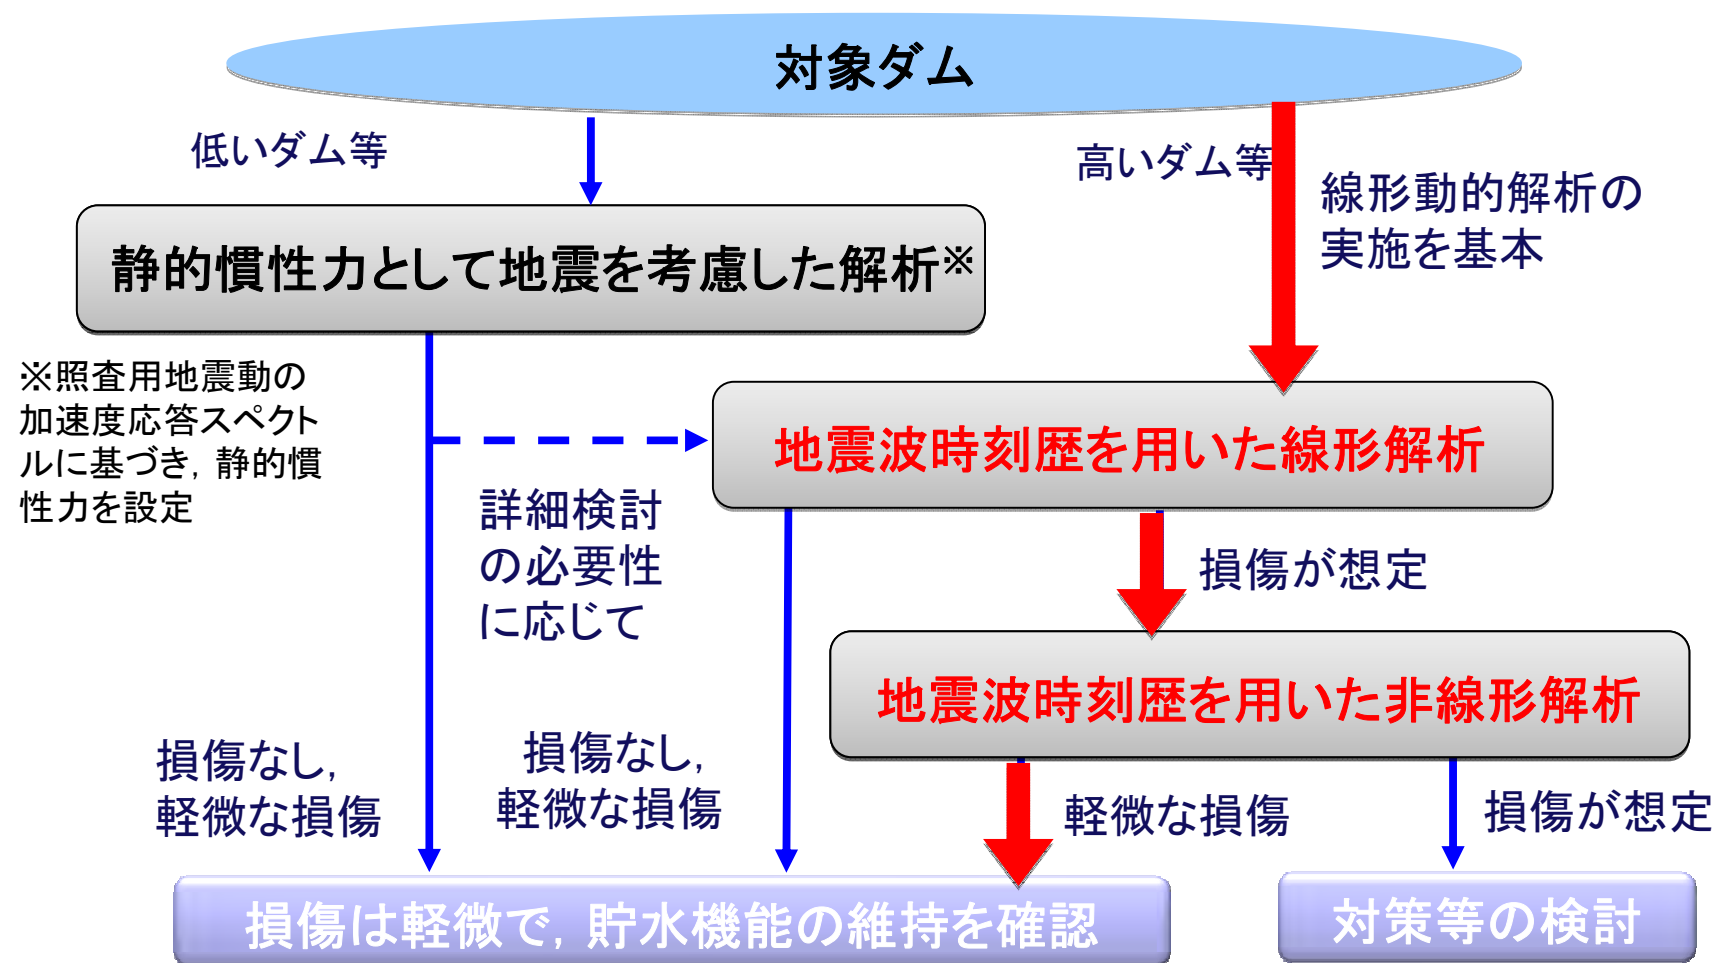 対象ダム
低いダム等
高いダム等
線形動的解析の
実施を基本
静的慣性力として地震を考慮した解析※
※照査用地震動の
加速度応答スペクト
ルに基づき，静的慣
性力を設定
地震波時刻歴を用いた線形解析
詳細検討
の必要性
に応じて
損傷が想定
地震波時刻歴を用いた非線形解析
損傷なし，
軽微な損傷
損傷なし，
軽微な損傷
軽微な損傷
損傷が想定
損傷は軽微で，貯水機能の維持を確認
対策等の検討